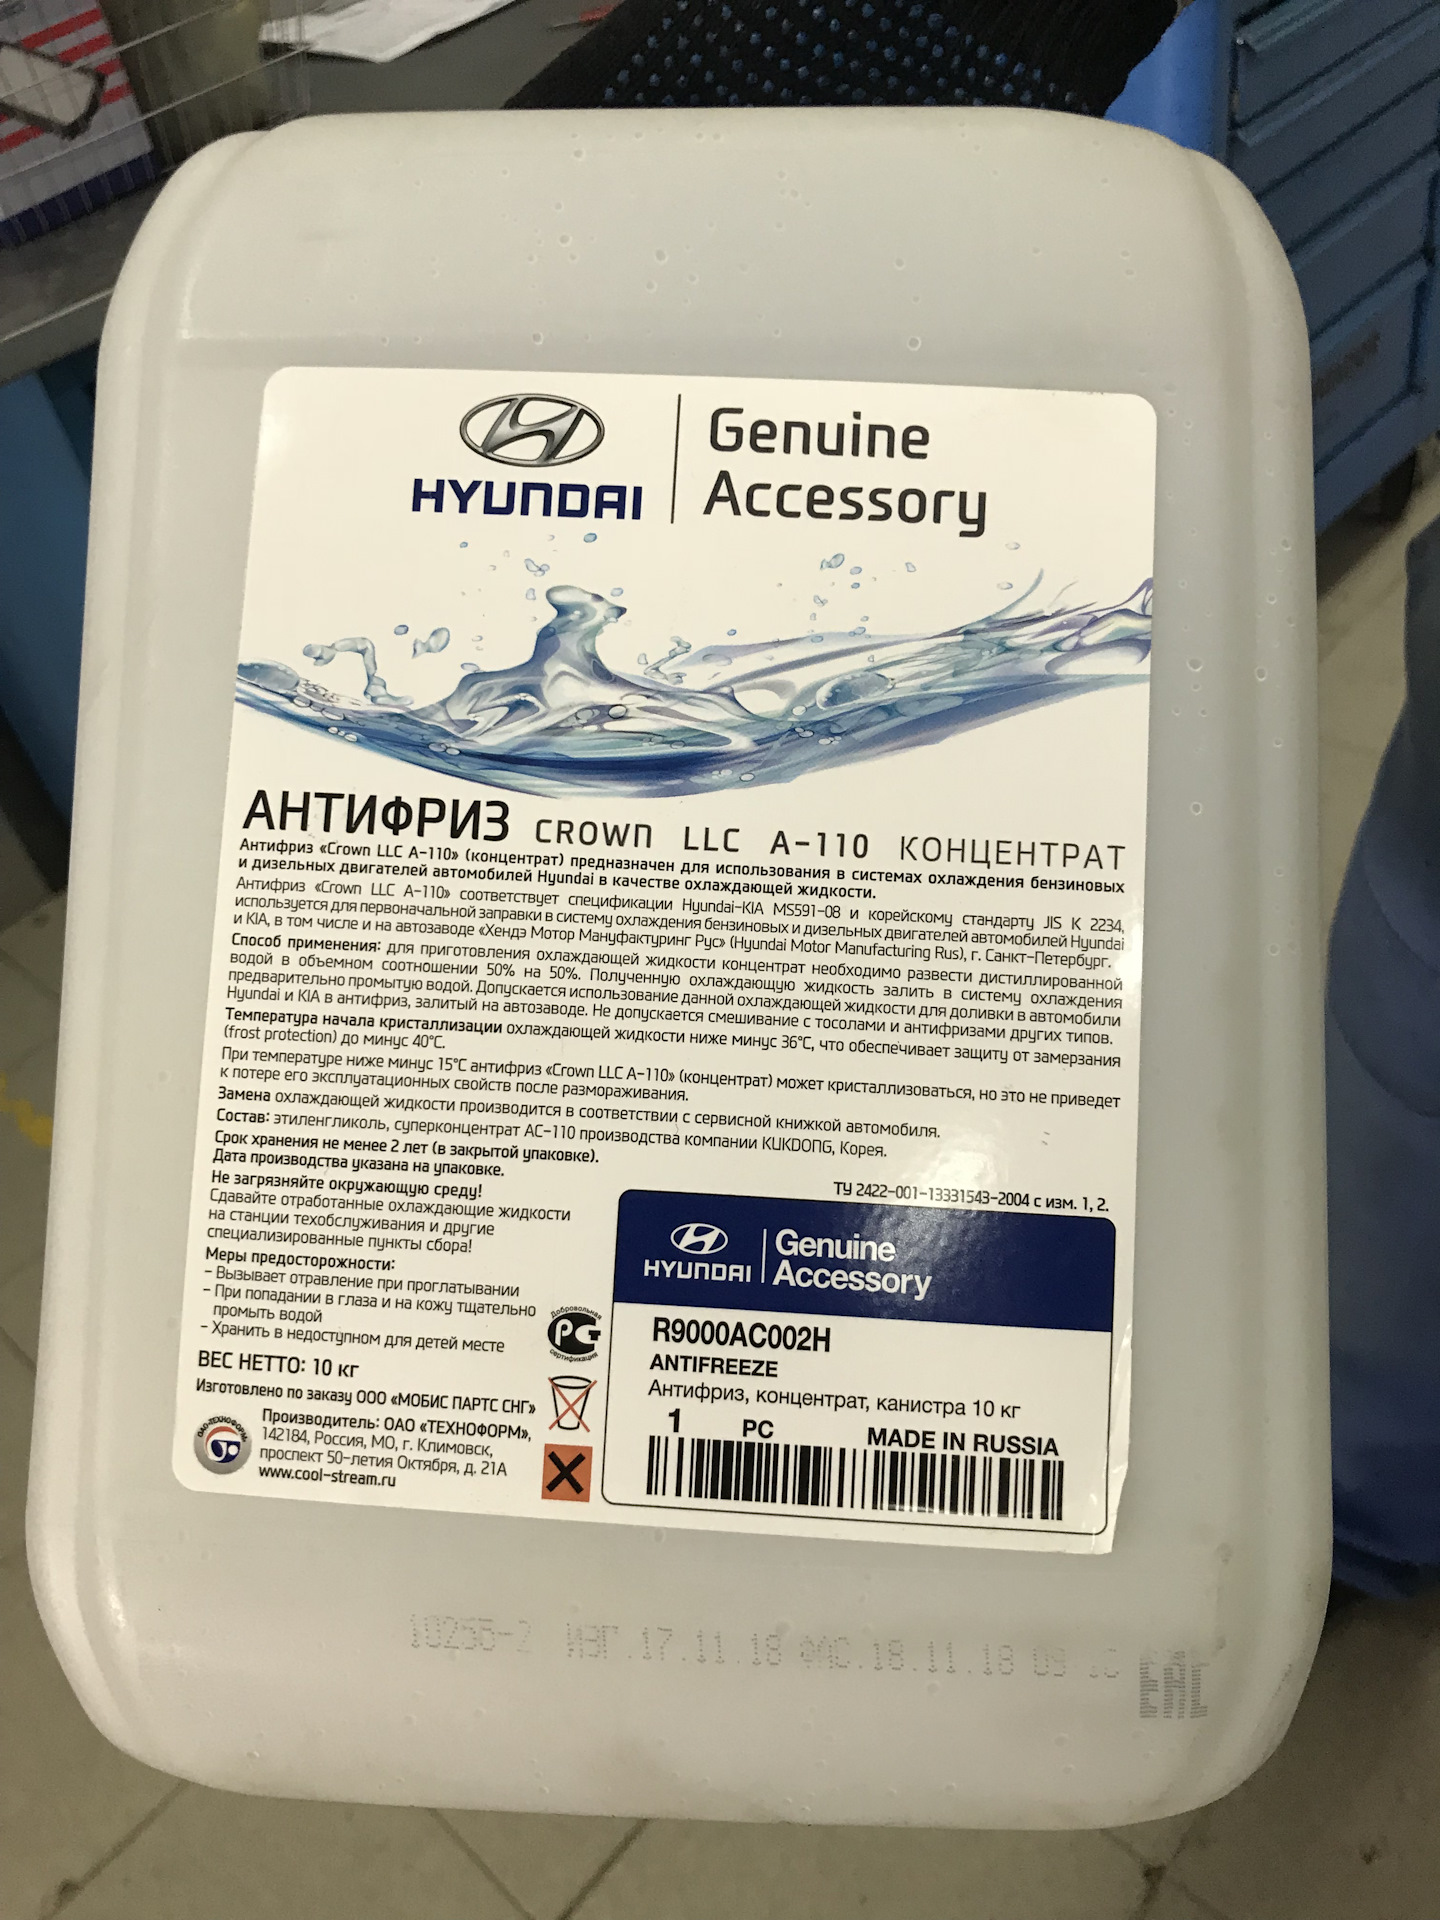 HYUNDAI
Genuine
Accessory
АНТИФРИЗ CROWN LLC A-110 КОНЦЕНТРАТ
Антифриз «Crown LLC A-110» (концентрат) предназначен для использования в системах охлаждения бензиновых
и дизельных двигателей автомобилей Hyundai в качестве охлаждающей жидкости.
Антифриз «Crown LLC A-110» соответствует спецификации Hyundai-KIA MS591-08 и корейскому стандарту JIS K 2234,
используется для первоначальной заправки в систему охлаждения бензиновых и дизельных двигателей автомобилей Hyundai
и KIA, в том числе и на автозаводе «Хендэ Мотор Мануфактуринг Рус» (Hyundai Motor Manufacturing Rus), г. Санкт-Петербург.
Способ применения: для приготовления охлаждающей жидкости концентрат необходимо развести дистиллированной
водой в объемном соотношении 50% на 50%. Полученную охлаждающую жидкость залить в систему охлаждения
предварительно промытую водой. Допускается использование данной охлаждающей жидкости для доливки в автомобили
Hyundai и KIA в антифриз, залитый на автозаводе. Не допускается смешивание с тосолами и антифризами других типов.
Температура начала кристаллизации охлаждающей жидкости ниже минус 36°С, что обеспечивает защиту от замерзания
(frost protection) до минус 40°С.
При температуре ниже минус 15°С антифриз «Crown LLC A-110» (концентрат) может кристаллизоваться, но это не приведет
к потере его эксплуатационных свойств после размораживания.
Замена охлаждающей жидкости производится в соответствии с сервисной книжкой автомобиля.
Состав: этиленгликоль, суперконцентрат AC-110 производства компании KUKDONG, Корея.
Срок хранения не менее 2 лет (в закрытой упаковке).
Дата производства указана на упаковке.
ТУ 2422-001-13331543-2004 с изм. 1, 2.
Не загрязняйте окружающую среду!
Сдавайте отработанные охлаждающие жидкости
на станции техобслуживания и другие
специализированные пункты сбора!
Меры предосторожности:
- Вызывает отравление при проглатывании
- При попадании в глаза и на кожу тщательно
промыть водой
- Хранить в недоступном для детей месте
ВЕС НЕТТО: 10 кг
Изготовлено по заказу ООО «МОБИС ПАРТС СНГ»
ОАО «ТЕХНОФОРМ»
Производитель: ОАО «ТЕХНОФОРМ»,
142184, Россия, МО, г. Климовск,
проспект 50-летия Октября, д. 21А
www.cool-stream.ru
Добровольная
РСТ
сертификация
HYUNDAI
Genuine
Accessory
R9000AC002H
ANTIFREEZE
Антифриз, концентрат, канистра 10 кг
1 PC MADE IN RUSSIA
10255-2 ИЗГ.17.11.18 ФАС.18.11.18 09
EAC